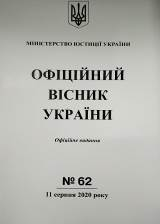 МІНІСТЕРСТВО ЮСТИЦІЇ УКРАЇНИ
ОФІЦІЙНИЙ
ВІСНИК
УКРАЇНИ
Офіційне видання
№ 62
11 серпня 2020 року